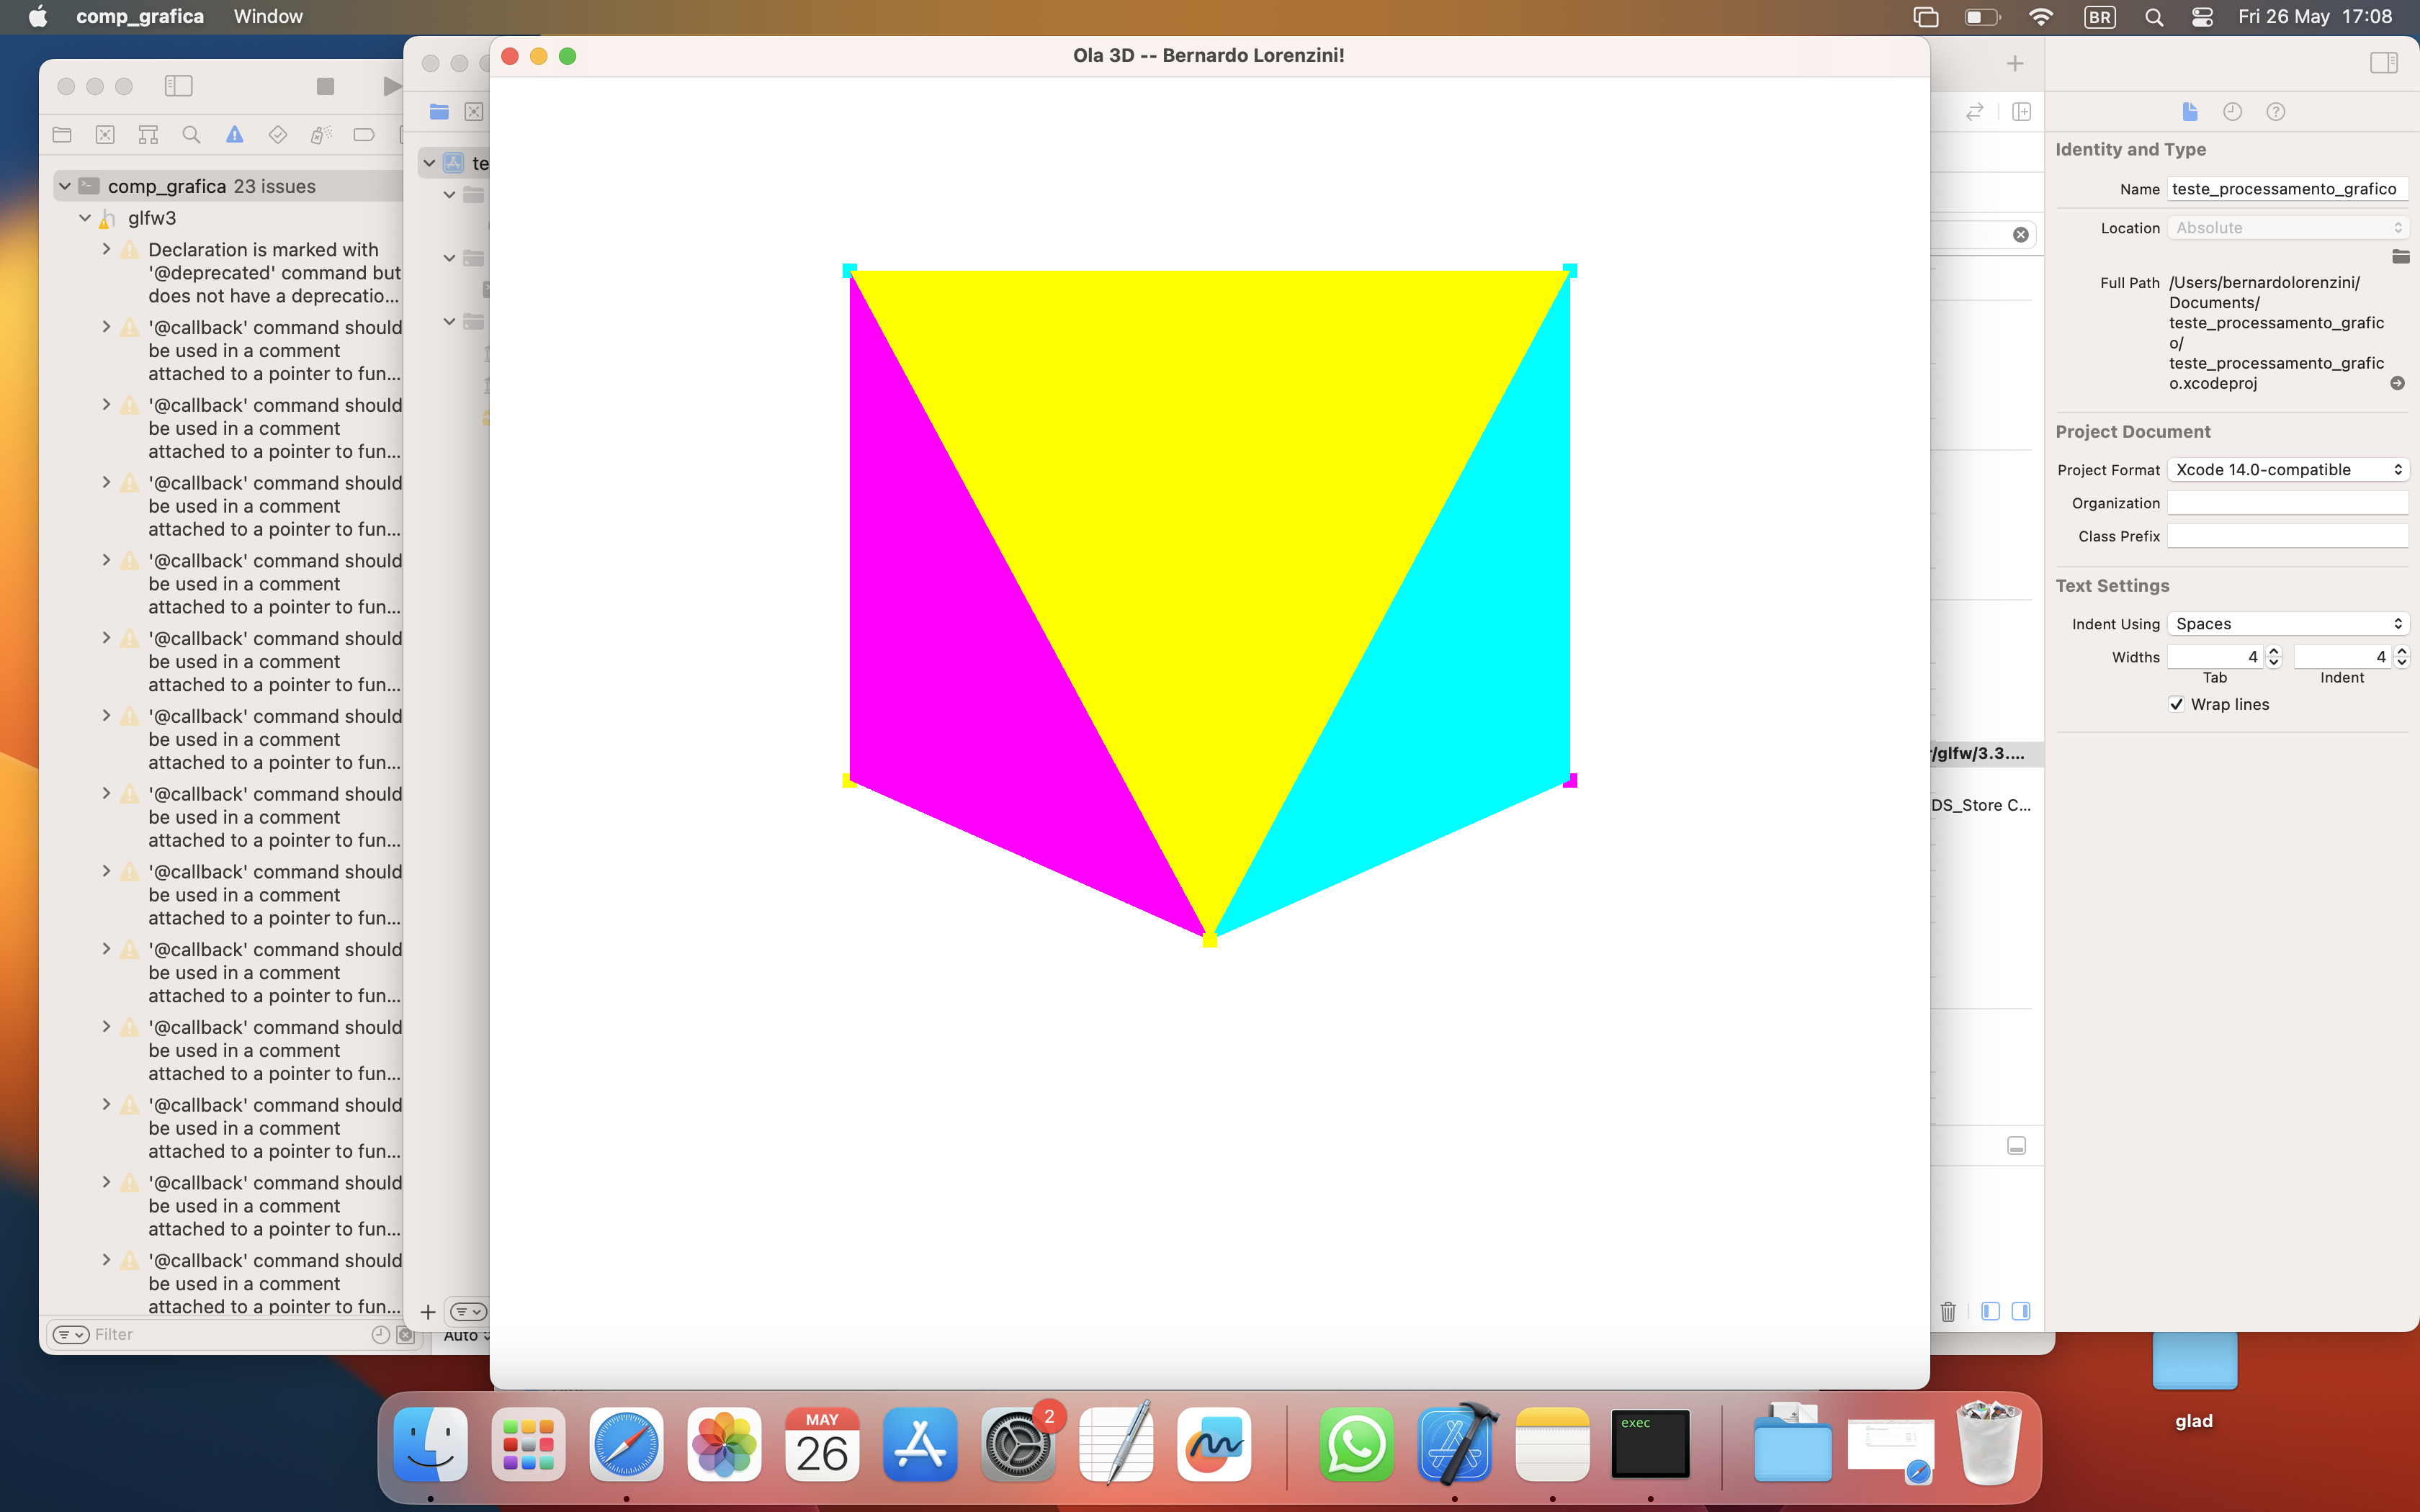 comp_grafica Window
BR Fri 26 May 17:08
Ola 3D -- Bernardo Lorenzini!
comp_grafica 23 issues
glfw3
Declaration is marked with
'@deprecated' command but
does not have a deprecatio...
'@callback' command should
be used in a comment
attached to a pointer to fun...
'@callback' command should
be used in a comment
attached to a pointer to fun...
'@callback' command should
be used in a comment
attached to a pointer to fun...
'@callback' command should
be used in a comment
attached to a pointer to fun...
'@callback' command should
be used in a comment
attached to a pointer to fun...
'@callback' command should
be used in a comment
attached to a pointer to fun...
'@callback' command should
be used in a comment
attached to a pointer to fun...
'@callback' command should
be used in a comment
attached to a pointer to fun...
'@callback' command should
be used in a comment
attached to a pointer to fun...
'@callback' command should
be used in a comment
attached to a pointer to fun...
'@callback' command should
be used in a comment
attached to a pointer to fun...
'@callback' command should
be used in a comment
attached to a pointer to fun...
'@callback' command should
be used in a comment
attached to a pointer to fun...
Filter
te
Auto
/glfw/3.3....
DS_Store C...
Identity and Type
Name teste_processamento_grafico
Location Absolute
Full Path /Users/bernardolorenzini/
Documents/
teste_processamento_grafic
o/
teste_processamento_grafic
o.xcodeproj
Project Document
Project Format Xcode 14.0-compatible
Organization
Class Prefix
Text Settings
Indent Using Spaces
Widths 4 4
Tab Indent
Wrap lines
glad
MAY
26
2
exec